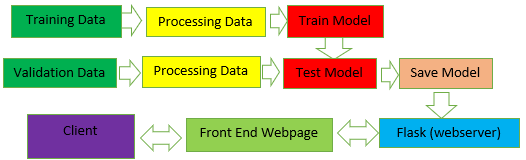 Training Data
Processing Data
Train Model
Validation Data
Processing Data
Test Model
Save Model
Client
Front End Webpage
Flask (webserver)